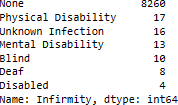 None 8260
Physical Disability 17
Unknown Infection 16
Mental Disability 13
Blind 10
Deaf 8
Disabled 4
Name: Infirmity, dtype: int64